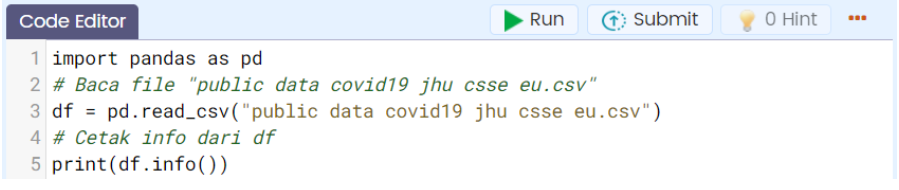 Code Editor Run Submit 0 Hint
1 import pandas as pd
2 # Baca file "public data covid19 jhu csse eu.csv"
3 df = pd.read_csv("public data covid19 jhu csse eu.csv")
4 # Cetak info dari df
5 print(df.info())